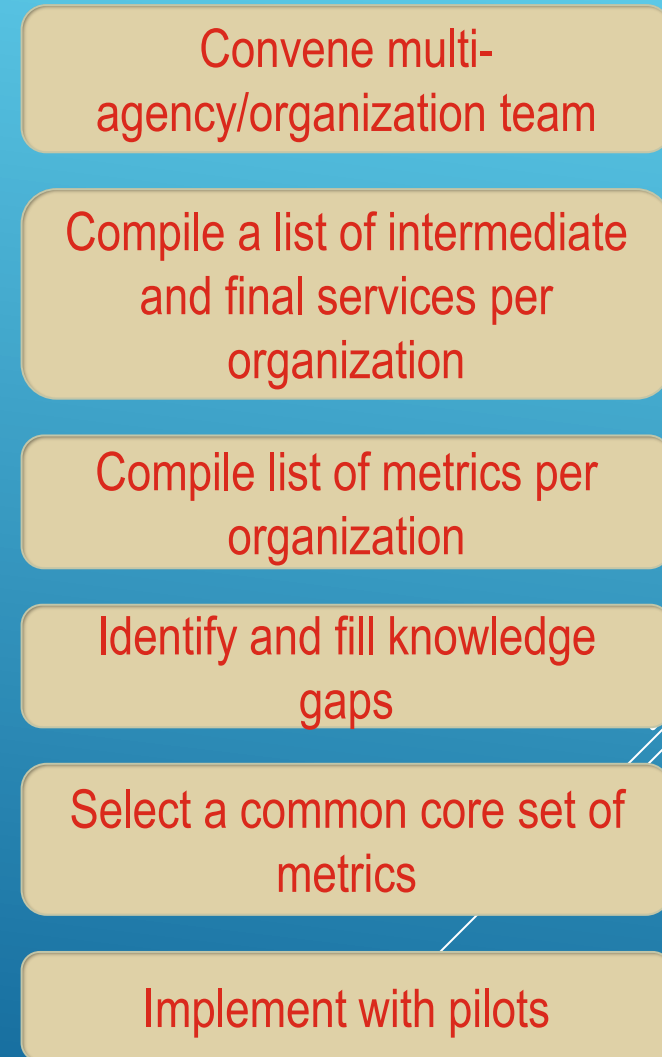 Convene multi-
agency/organization team
Compile a list of intermediate
and final services per
organization
Compile list of metrics per
organization
Identify and fill knowledge
gaps
Select a common core set of
metrics
Implement with pilots